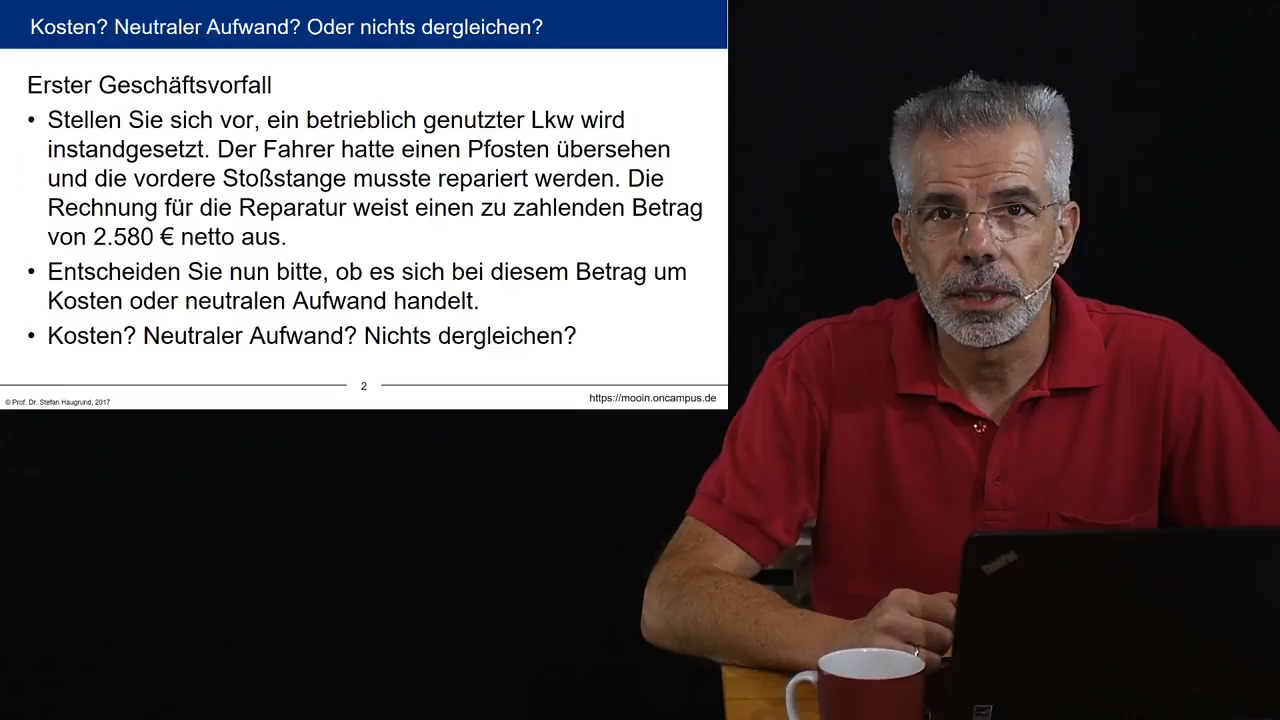 Kosten? Neutraler Aufwand? Oder nichts dergleichen?
Erster Geschäftsvorfall
• Stellen Sie sich vor, ein betrieblich genutzter Lkw wird
instandgesetzt. Der Fahrer hatte einen Pfosten übersehen
und die vordere Stoßstange musste repariert werden. Die
Rechnung für die Reparatur weist einen zu zahlenden Betrag
von 2.580 € netto aus.
• Entscheiden Sie nun bitte, ob es sich bei diesem Betrag um
Kosten oder neutralen Aufwand handelt.
• Kosten? Neutraler Aufwand? Nichts dergleichen?
2
© Prof. Dr. Stefan Haugrund, 2017
https://mooin.oncampus.de
ThinkPad